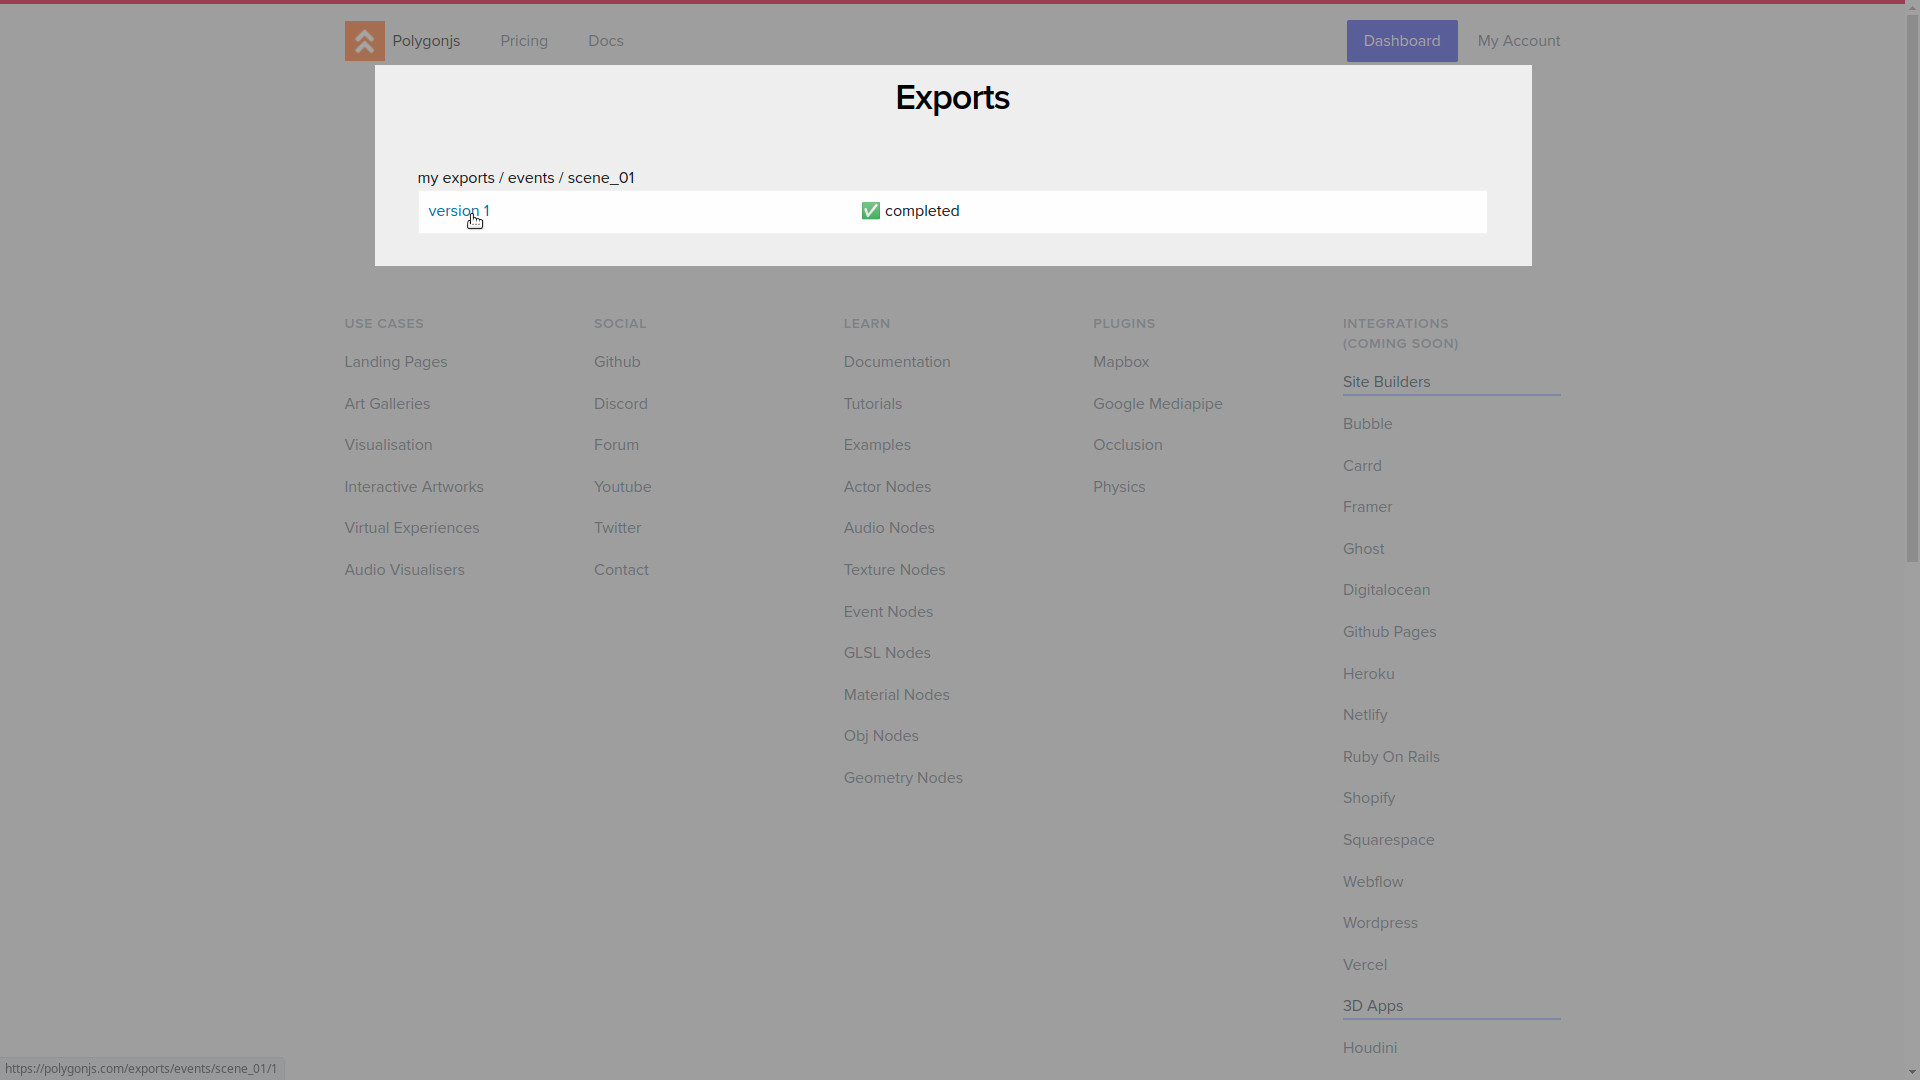 Polygonjs Pricing Docs Dashboard My Account
Exports
my exports / events / scene_01
version 1 ✅ completed
USE CASES
Landing Pages
Art Galleries
Visualisation
Interactive Artworks
Virtual Experiences
Audio Visualisers
SOCIAL
Github
Discord
Forum
Youtube
Twitter
Contact
LEARN
Documentation
Tutorials
Examples
Actor Nodes
Audio Nodes
Texture Nodes
Event Nodes
GLSL Nodes
Material Nodes
Obj Nodes
Geometry Nodes
PLUGINS
Mapbox
Google Mediapipe
Occlusion
Physics
INTEGRATIONS
(COMING SOON)
Site Builders
Bubble
Carrd
Framer
Ghost
Digitalocean
Github Pages
Heroku
Netlify
Ruby On Rails
Shopify
Squarespace
Webflow
Wordpress
Vercel
3D Apps
Houdini
https://polygonjs.com/exports/events/scene_01/1